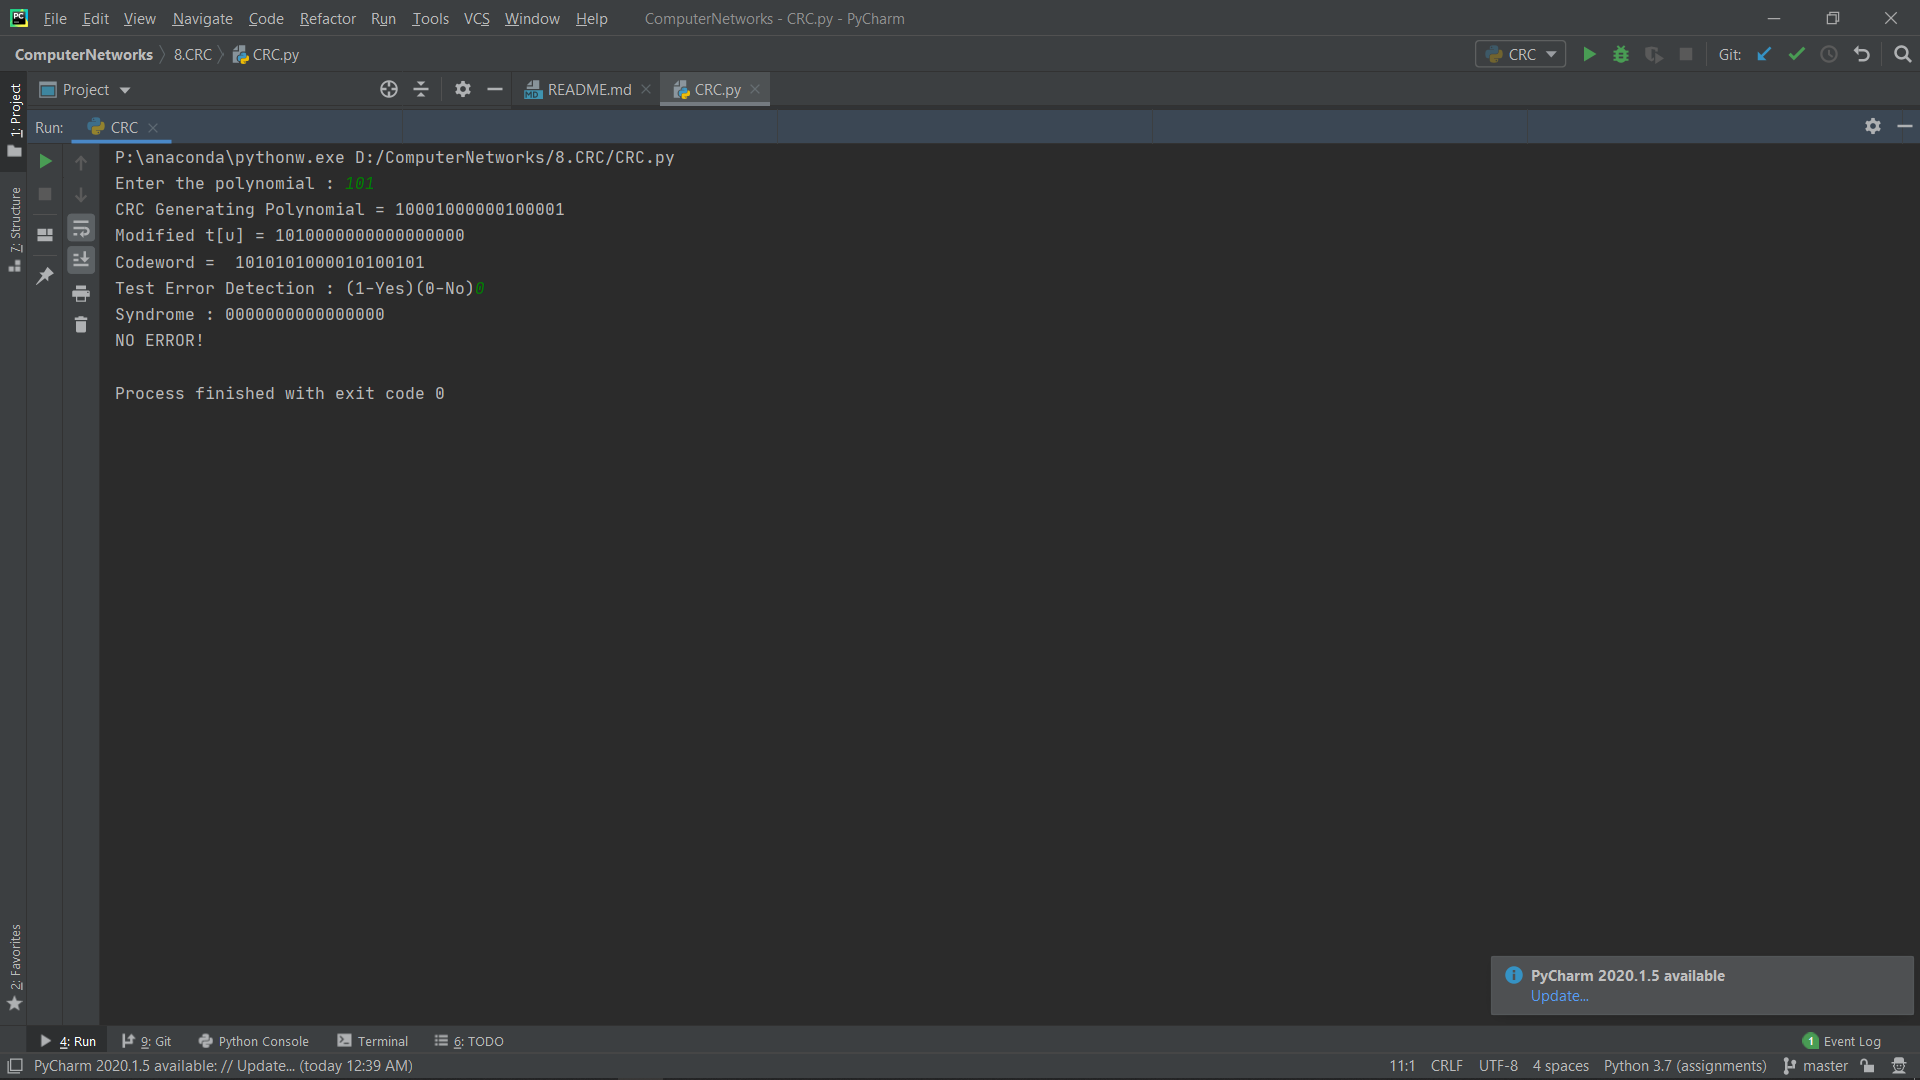 File Edit View Navigate Code Refactor Run Tools VCS Window Help ComputerNetworks - CRC.py - PyCharm
ComputerNetworks 8.CRC CRC.py CRC Git:
Project README.md CRC.py
Run: CRC
1: Project
7: Structure
2: Favorites
P:\anaconda\pythonw.exe D:/ComputerNetworks/8.CRC/CRC.py
Enter the polynomial : 101
CRC Generating Polynomial = 10001000000100001
Modified t[u] = 1010000000000000000
Codeword =  1010101000010100101
Test Error Detection : (1-Yes)(0-No)0
Syndrome : 0000000000000000
NO ERROR!
Process finished with exit code 0
PyCharm 2020.1.5 available
Update...
4: Run 9: Git Python Console Terminal 6: TODO 1 Event Log
PyCharm 2020.1.5 available: // Update... (today 12:39 AM) 11:1 CRLF UTF-8 4 spaces Python 3.7 (assignments) master